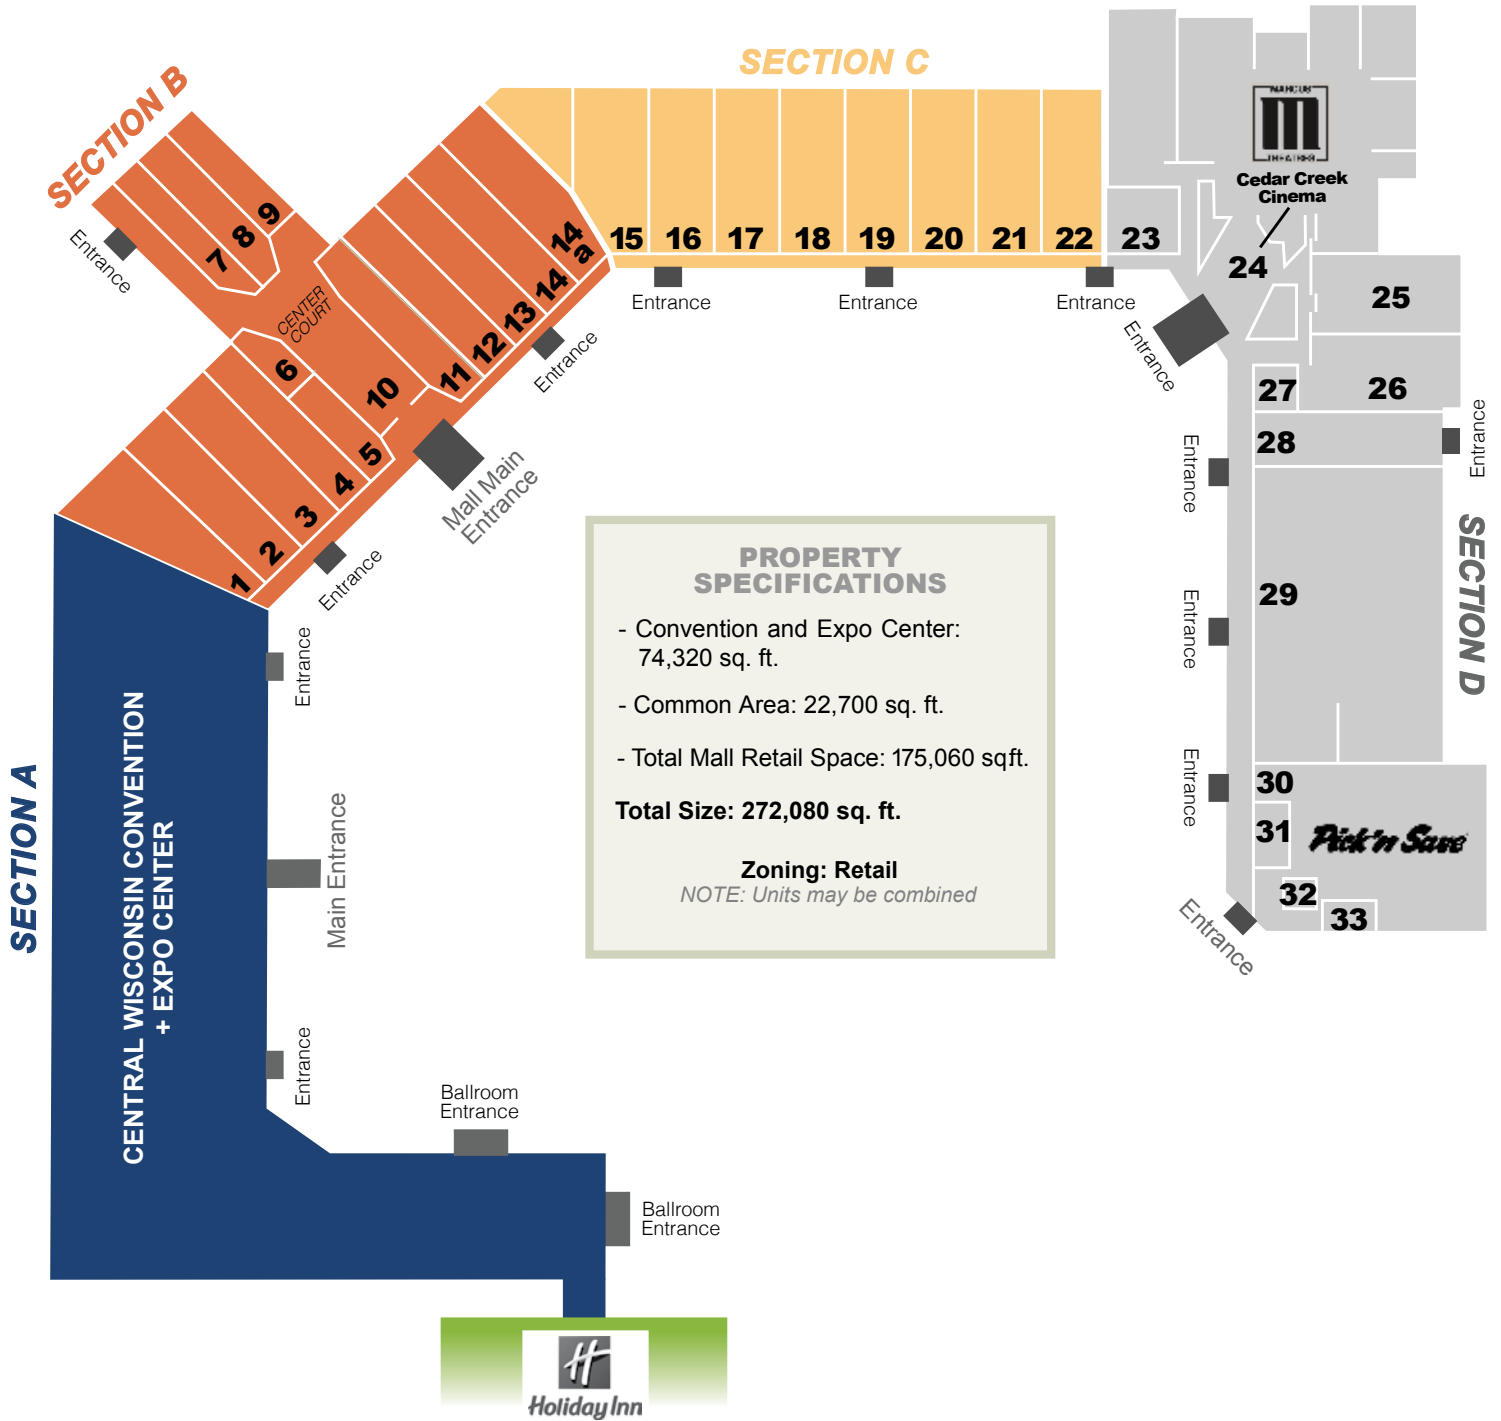 SECTION C
SECTION B
MARCUS
THEATRES
Cedar Creek
Cinema
Entrance
7
8
9
CENTER
COURT
6
10
5
4
3
2
1
11
12
13
14
14
a
15
16
17
18
19
20
21
22
23
24
25
26
27
28
29
30
31
32
33
Entrance
Entrance
Entrance
Entrance
Entrance
Mall Main
Entrance
Entrance
Entrance
Entrance
Entrance
Entrance
Entrance
Entrance
SECTION D
Pick'n Save
PROPERTY
SPECIFICATIONS
- Convention and Expo Center:
74,320 sq. ft.
- Common Area: 22,700 sq. ft.
- Total Mall Retail Space: 175,060 sqft.
Total Size: 272,080 sq. ft.
Zoning: Retail
NOTE: Units may be combined
SECTION A
CENTRAL WISCONSIN CONVENTION
+ EXPO CENTER
Entrance
Main Entrance
Entrance
Ballroom
Entrance
Ballroom
Entrance
H
Holiday Inn